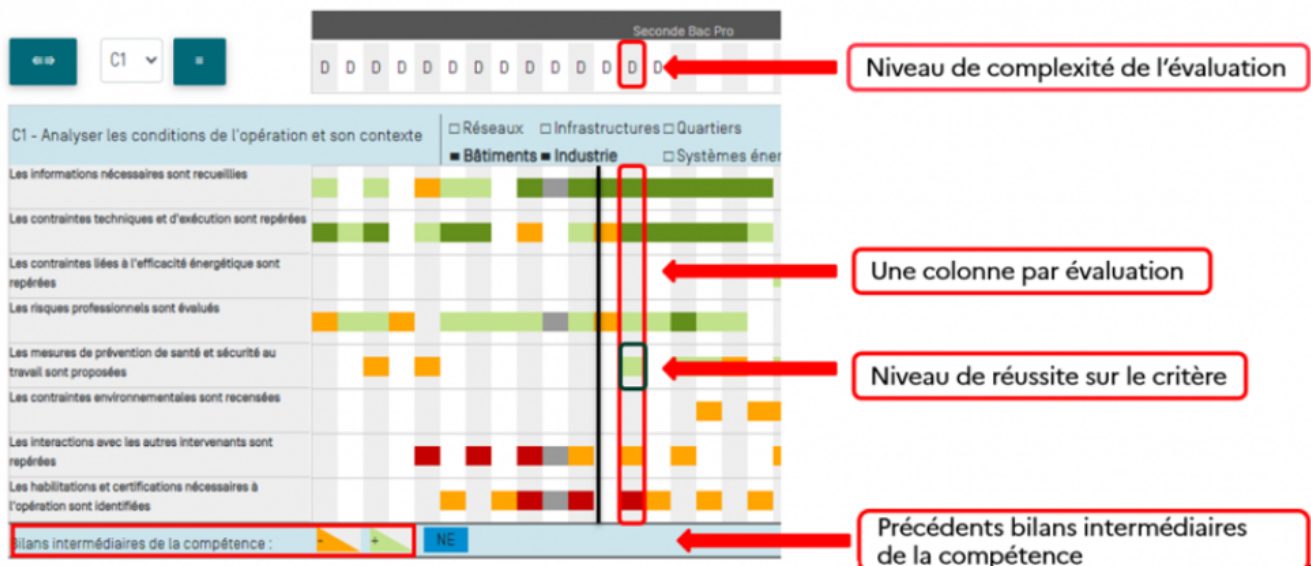 Seconde Bac Pro
C1
D D D D D D D D D D D D D D
Niveau de complexité de l'évaluation
C1 - Analyser les conditions de l'opération et son contexte
Réseaux Infrastructures Quartiers
Bâtiments Industrie Systèmes éner
Les informations nécessaires sont recueillies
Les contraintes techniques et d'exécution sont repérées
Les contraintes liées à l'efficacité énergétique sont
repérées
Une colonne par évaluation
Les risques professionnels sont évalués
Les mesures de prévention de santé et sécurité au
travail sont proposées
Niveau de réussite sur le critère
Les contraintes environnementales sont recensées
Les interactions avec les autres intervenants sont
repérées
Les habilitations et certifications nécessaires à
l'opération sont identifiées
Bilans intermédiaires de la compétence : - + NE
Précédents bilans intermédiaires
de la compétence